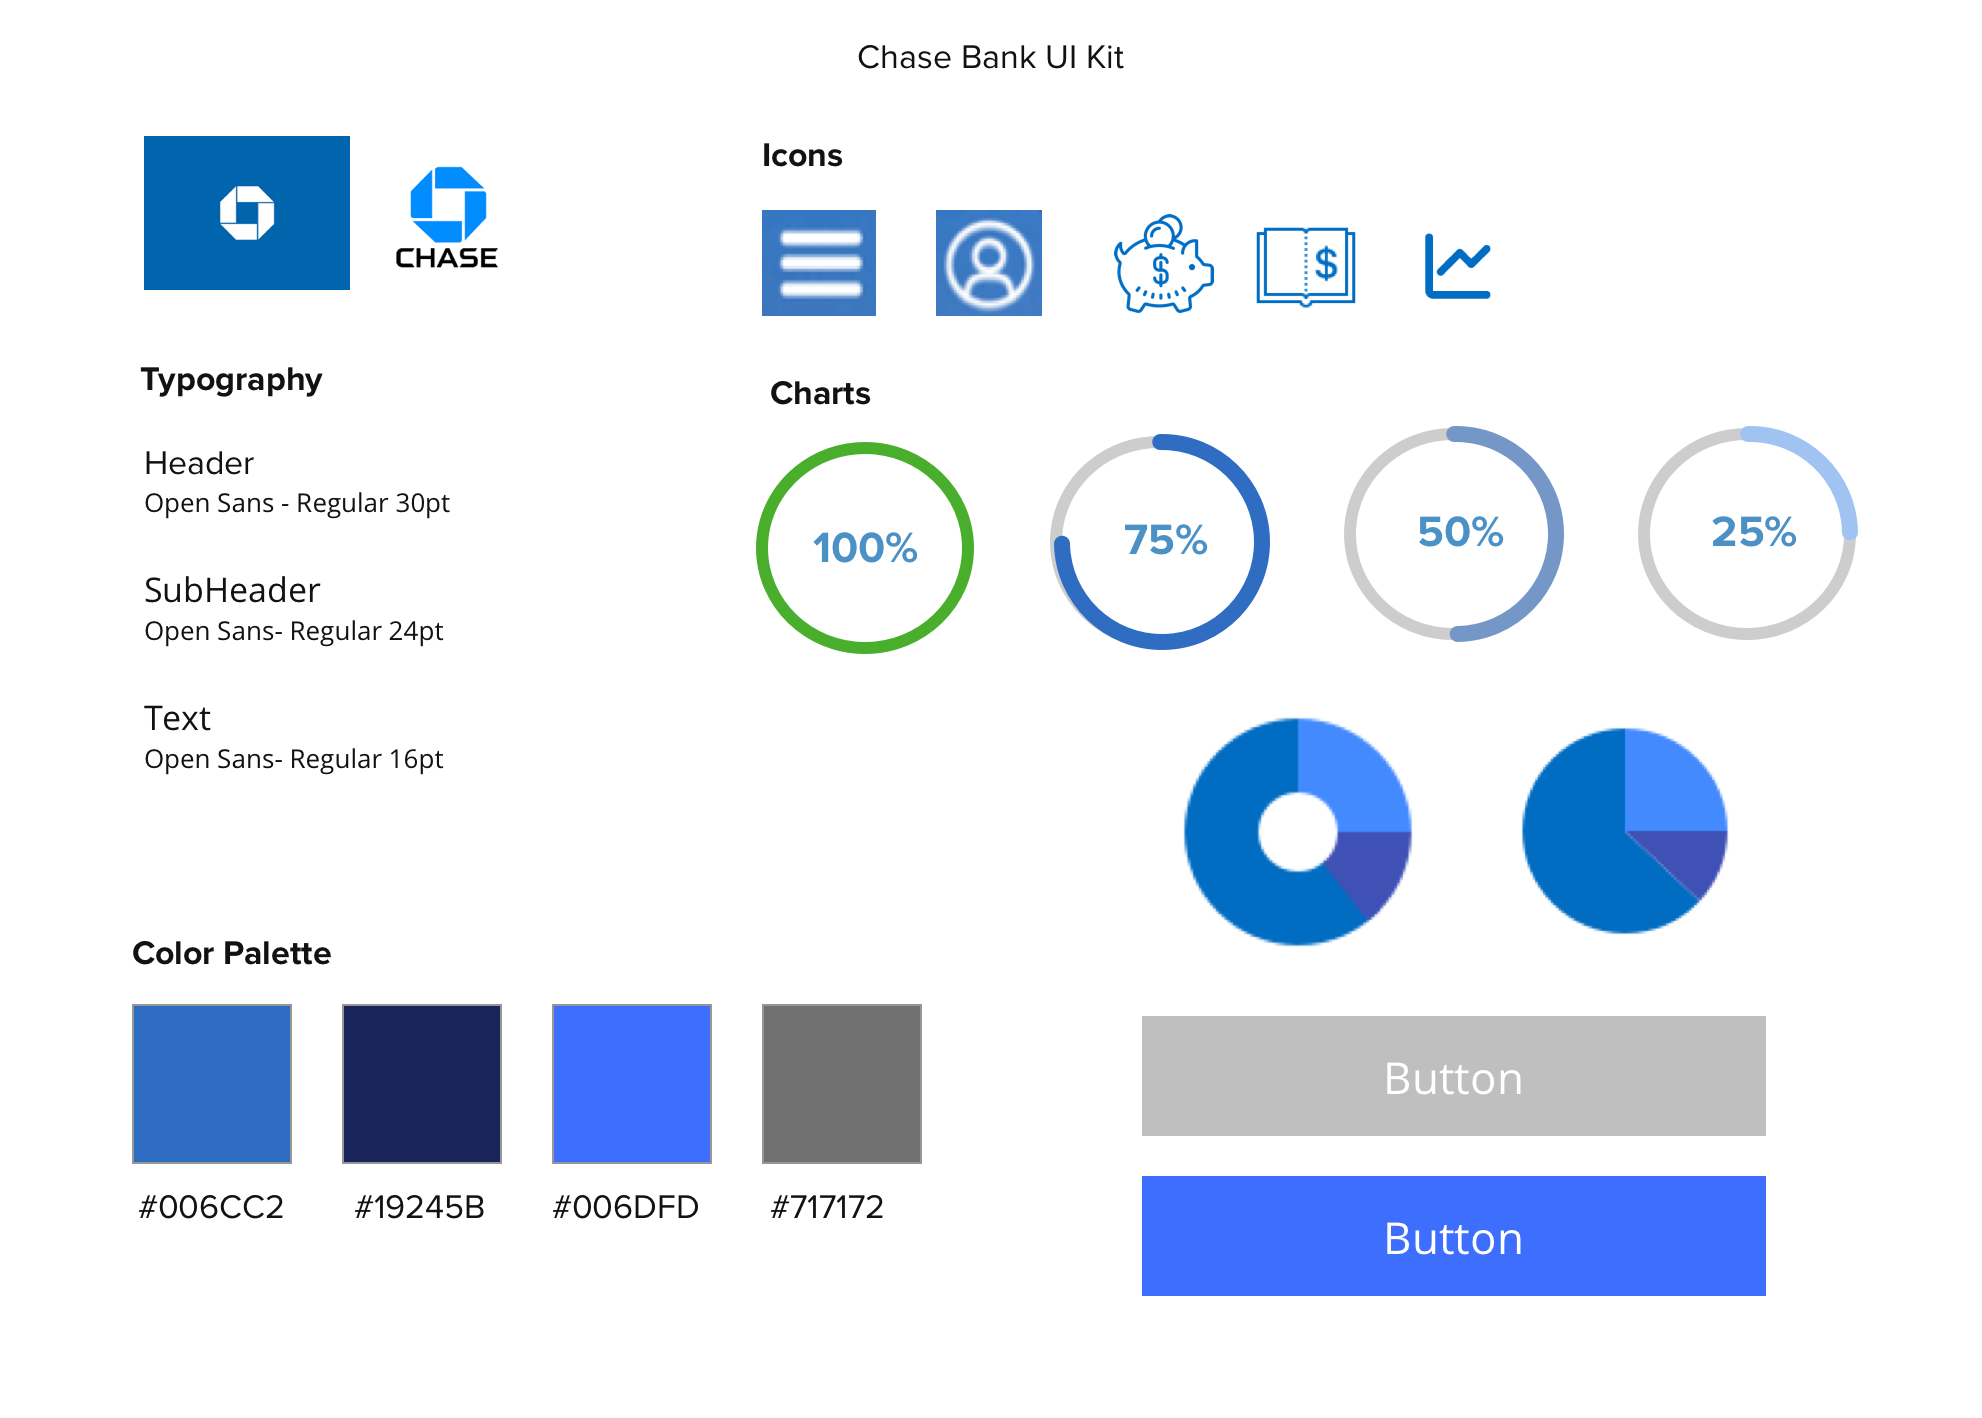 Chase Bank UI Kit
CHASE
Icons
$
$
Typography
Header
Open Sans - Regular 30pt
SubHeader
Open Sans- Regular 24pt
Text
Open Sans- Regular 16pt
Charts
100%
75%
50%
25%
Color Palette
#006CC2
#19245B
#006DFD
#717172
Button
Button